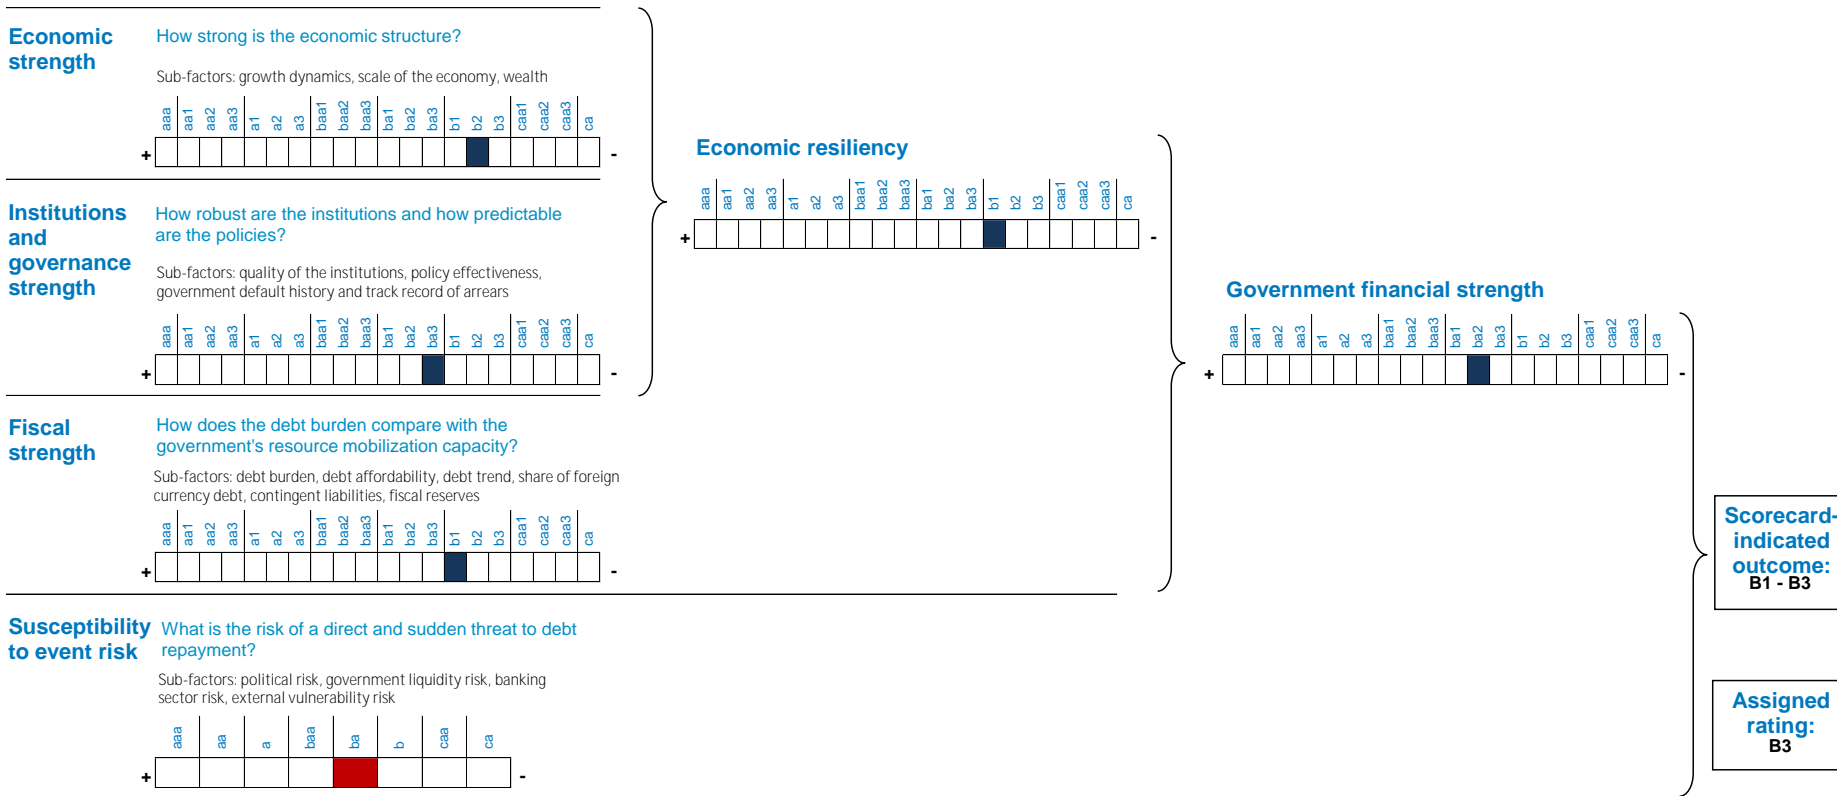 Economic
strength
How strong is the economic structure?
Sub-factors: growth dynamics, scale of the economy, wealth
aaa aa1 aa2 aa3 a1 a2 a3 baa1 baa2 baa3 ba1 ba2 ba3 b1 b2 b3 caa1 caa2 caa3 ca
+ -
Institutions
and
governance
strength
How robust are the institutions and how predictable
are the policies?
Sub-factors: quality of the institutions, policy effectiveness,
government default history and track record of arrears
aaa aa1 aa2 aa3 a1 a2 a3 baa1 baa2 baa3 ba1 ba2 ba3 b1 b2 b3 caa1 caa2 caa3 ca
+ -
Economic resiliency
aaa aa1 aa2 aa3 a1 a2 a3 baa1 baa2 baa3 ba1 ba2 ba3 b1 b2 b3 caa1 caa2 caa3 ca
+ -
Fiscal
strength
How does the debt burden compare with the
government's resource mobilization capacity?
Sub-factors: debt burden, debt affordability, debt trend, share of foreign
currency debt, contingent liabilities, fiscal reserves
aaa aa1 aa2 aa3 a1 a2 a3 baa1 baa2 baa3 ba1 ba2 ba3 b1 b2 b3 caa1 caa2 caa3 ca
+ -
Government financial strength
aaa aa1 aa2 aa3 a1 a2 a3 baa1 baa2 baa3 ba1 ba2 ba3 b1 b2 b3 caa1 caa2 caa3 ca
+ -
Susceptibility
to event risk
What is the risk of a direct and sudden threat to debt
repayment?
Sub-factors: political risk, government liquidity risk, banking
sector risk, external vulnerability risk
aaa aa a baa ba b caa ca
+ -
Scorecard-
indicated
outcome:
B1 - B3
Assigned
rating:
B3